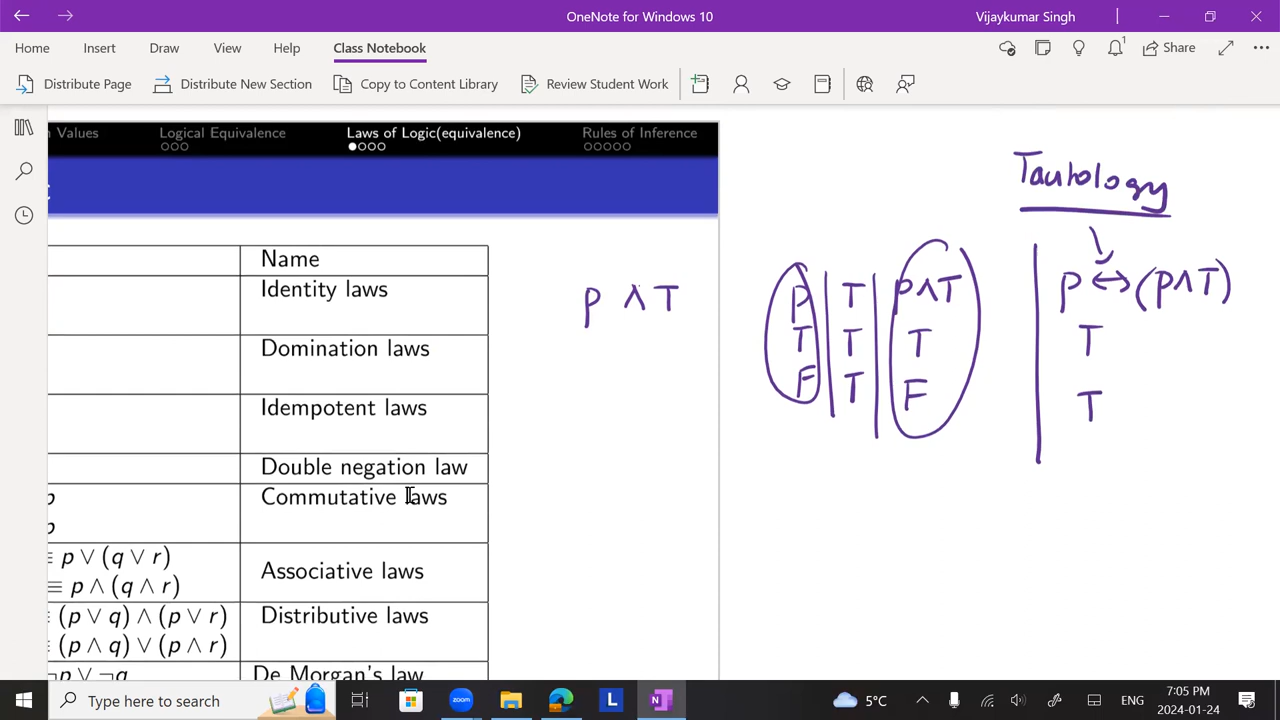 OneNote for Windows 10
Vijaykumar Singh
Home Insert Draw View Help Class Notebook
Share
Distribute Page Distribute New Section Copy to Content Library Review Student Work
Values Logical Equivalence Laws of Logic(equivalence) Rules of Inference
Tautology
Name
Identity laws
p ∧ T
p T p∧T p ↔ (p∧T)
T T T T
F T F T
Domination laws
Idempotent laws
Double negation law
p Commutative laws
p
≡ p ∨ (q ∨ r)
≡ p ∧ (q ∧ r)
Associative laws
≡ (p ∨ q) ∧ (p ∨ r) Distributive laws
≡ (p ∧ q) ∨ (p ∧ r)
¬p ∨ ¬q De Morgan's law
Type here to search
zoom
L
N
5°C
ENG
7:05 PM
2024-01-24